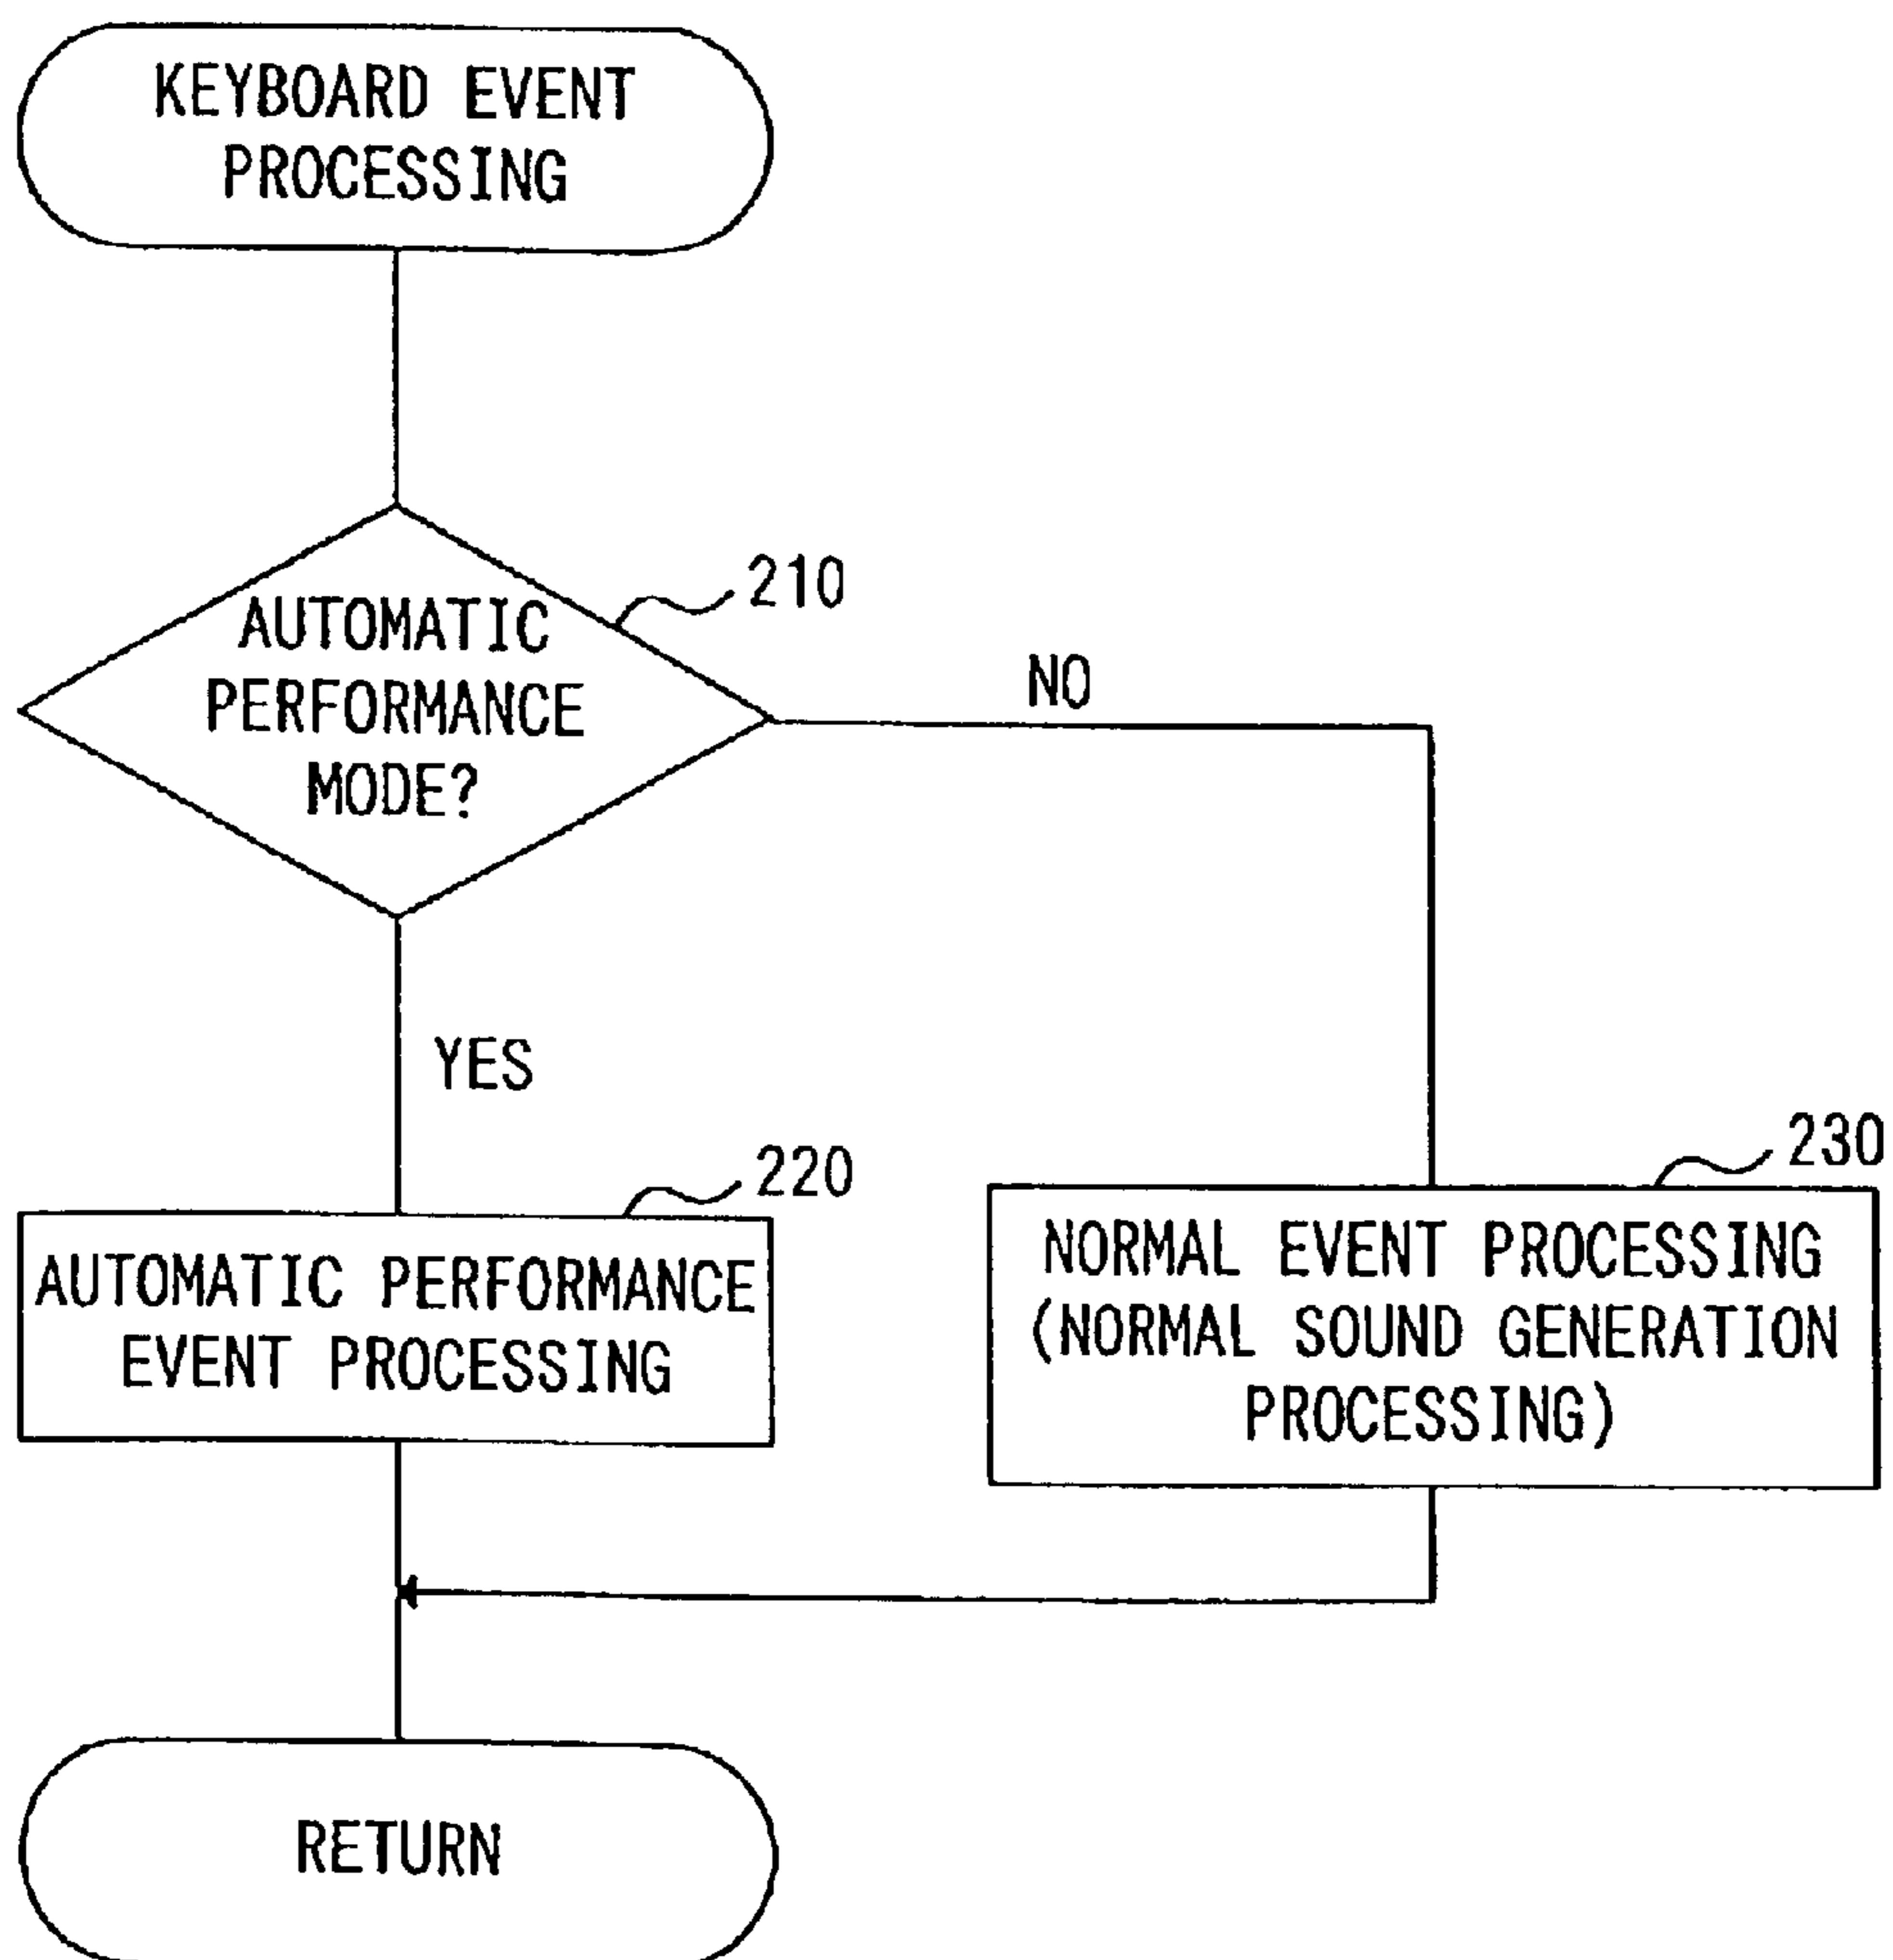 KEYBOARD EVENT
PROCESSING
210
AUTOMATIC
PERFORMANCE
MODE?
NO
YES
220
AUTOMATIC PERFORMANCE
EVENT PROCESSING
230
NORMAL EVENT PROCESSING
(NORMAL SOUND GENERATION
PROCESSING)
RETURN